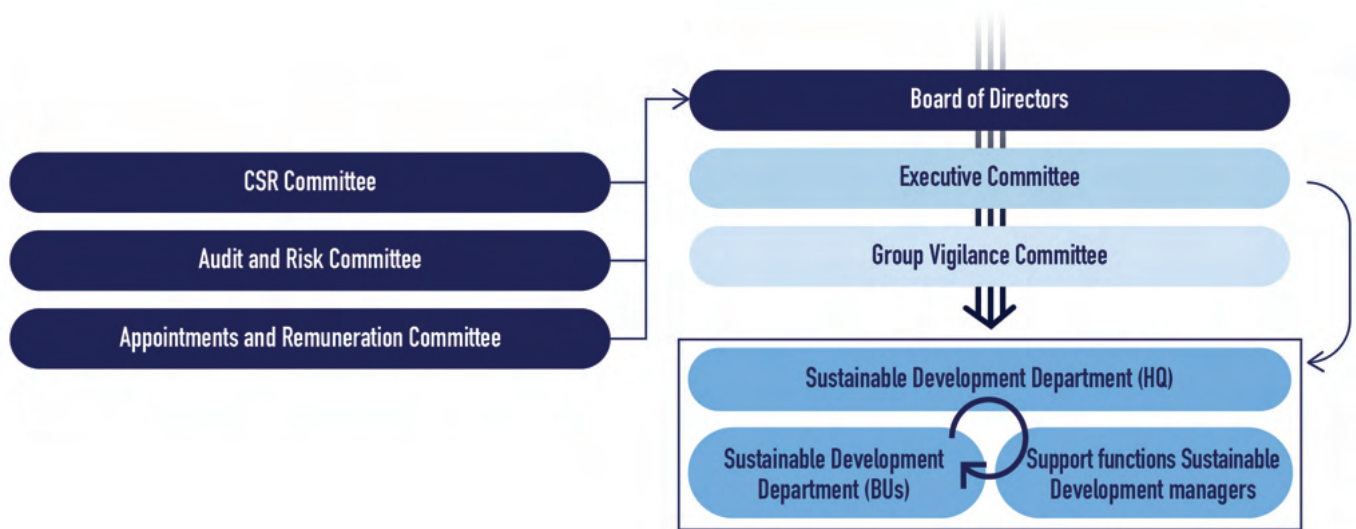 Board of Directors
CSR Committee
Executive Committee
Audit and Risk Committee
Group Vigilance Committee
Appointments and Remuneration Committee
Sustainable Development Department (HQ)
Sustainable Development
Department (BUs)
Support functions Sustainable
Development managers